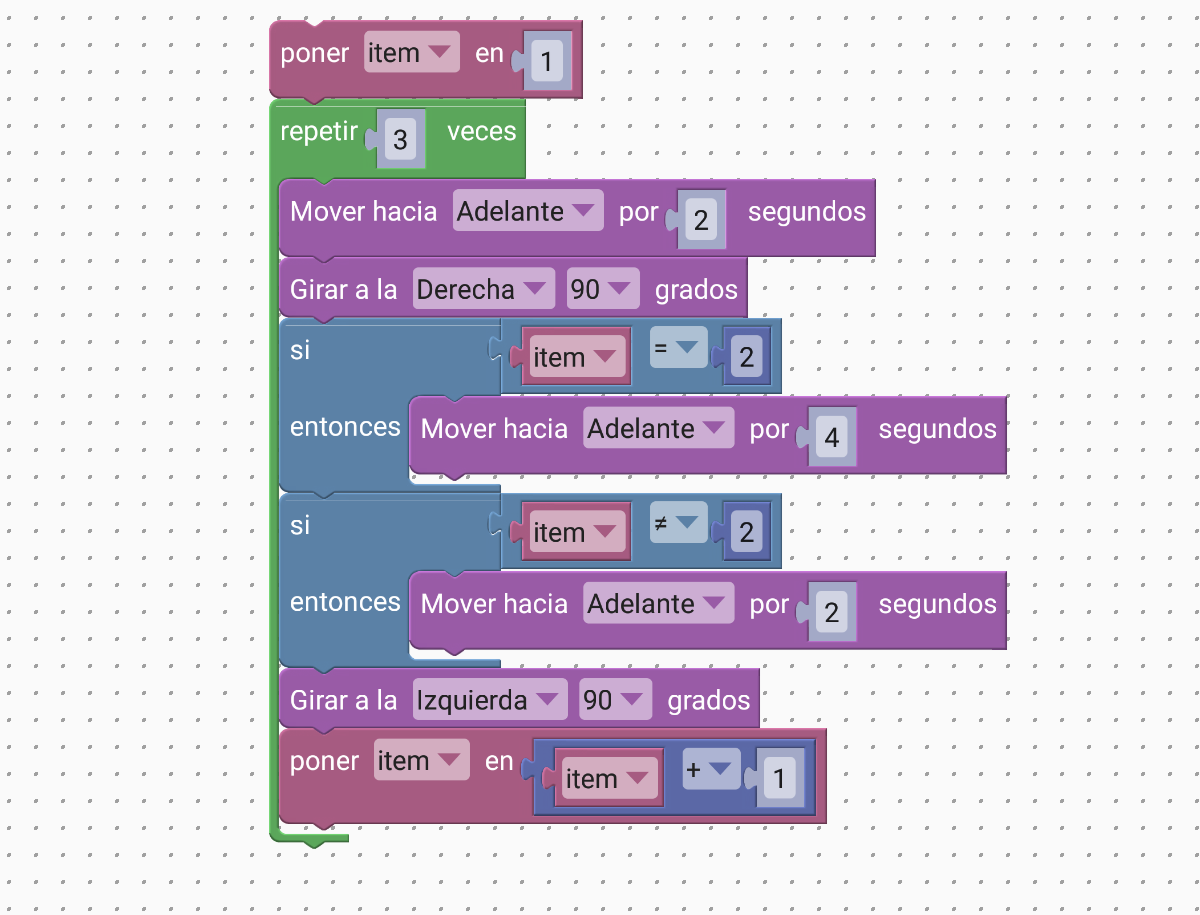 poner item en 1
repetir 3 veces
Mover hacia Adelante por 2 segundos
Girar a la Derecha 90 grados
si item = 2
entonces Mover hacia Adelante por 4 segundos
si item ≠ 2
entonces Mover hacia Adelante por 2 segundos
Girar a la Izquierda 90 grados
poner item en item + 1